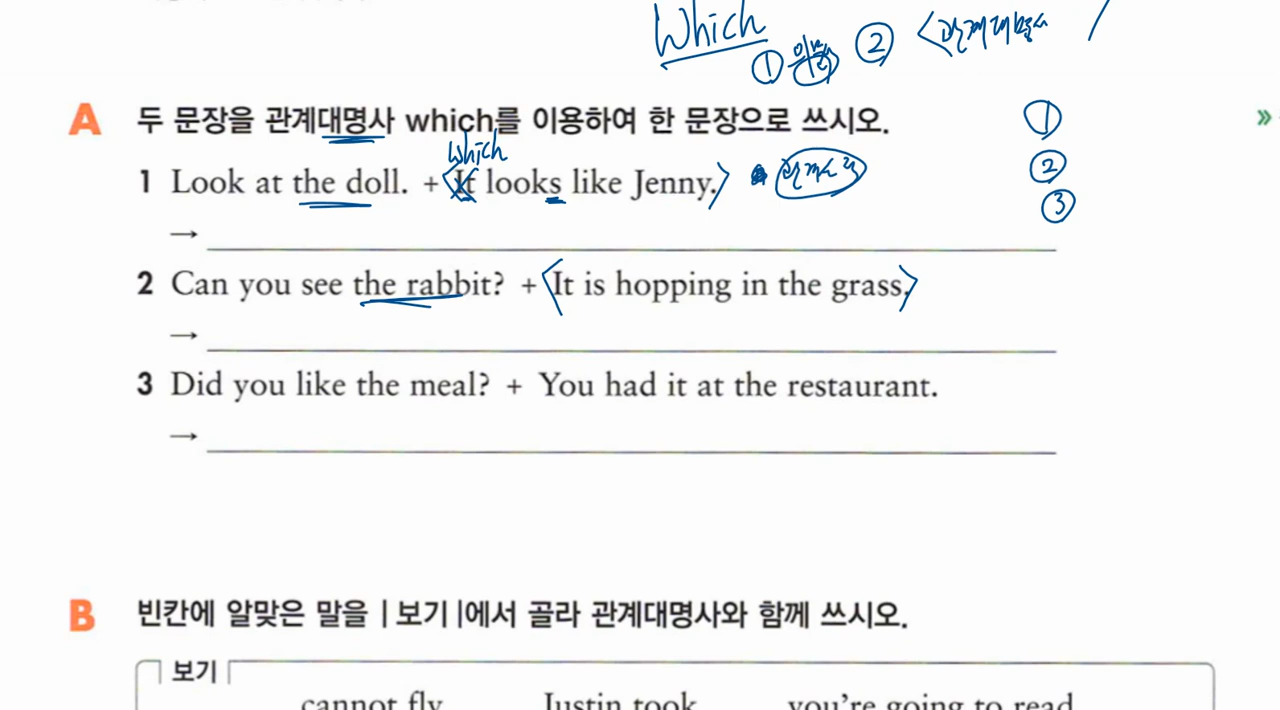 Which
① ② <관계대명사
A 두 문장을 관계대명사 which를 이용하여 한 문장으로 쓰시오.
①
which
1 Look at the doll. + <It looks like Jenny.> 관계사절
②
③
→
2 Can you see the rabbit? + <It is hopping in the grass.>
→
3 Did you like the meal? + You had it at the restaurant.
→
B 빈칸에 알맞은 말을 | 보기 |에서 골라 관계대명사와 함께 쓰시오.
보기
cannot fly Justin took you're going to read